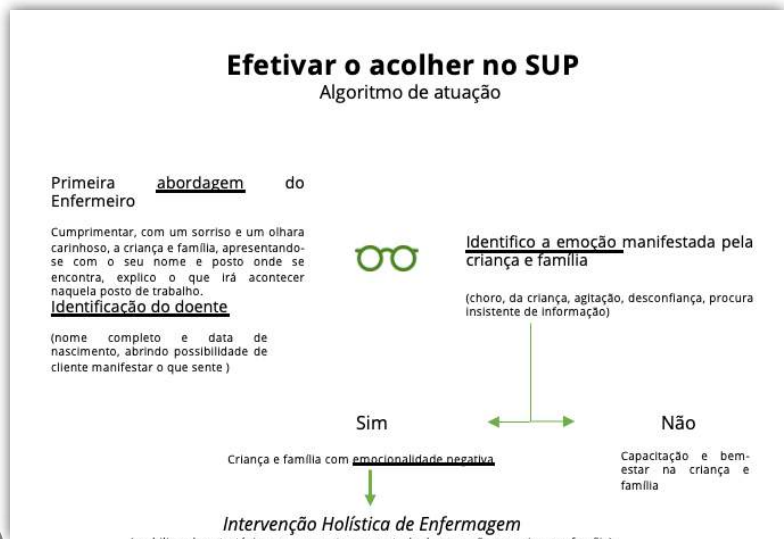 Efetivar o acolher no SUP
Algoritmo de atuação
Primeira abordagem do
Enfermeiro
Cumprimentar, com um sorriso e um olhara
carinhoso, a criança e família, apresentando-
se com o seu nome e posto onde se
encontra, explico o que irá acontecer
naquela posto de trabalho.
Identificação do doente
(nome completo e data de
nascimento, abrindo possibilidade de
cliente manifestar o que sente )
Identifico a emoção manifestada pela
criança e família
(choro, da criança, agitação, desconfiança, procura
insistente de informação)
Sim
Não
Criança e família com emocionalidade negativa
Capacitação e bem-
estar na criança e
família
Intervenção Holística de Enfermagem